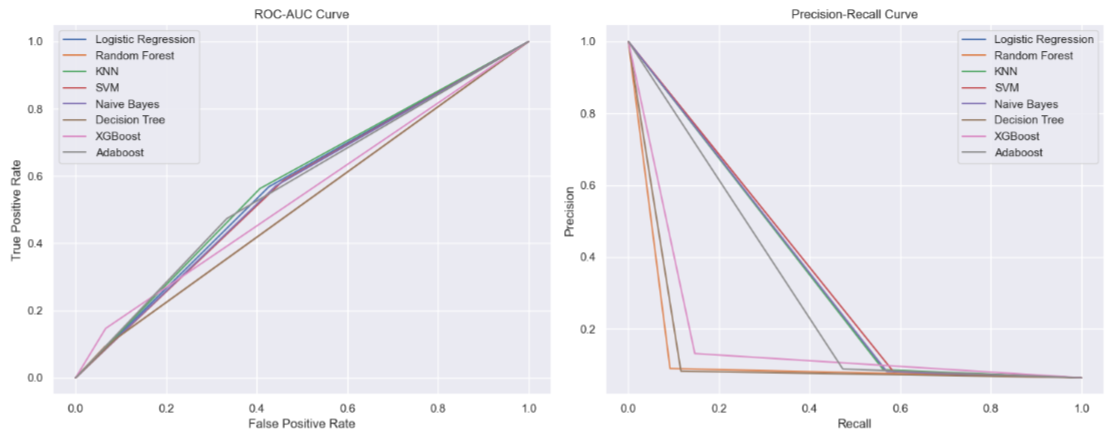 ROC-AUC Curve
1.0
0.8
0.6
0.4
0.2
0.0
True Positive Rate
Logistic Regression
Random Forest
KNN
SVM
Naive Bayes
Decision Tree
XGBoost
Adaboost
0.0 0.2 0.4 0.6 0.8 1.0
False Positive Rate
Precision-Recall Curve
1.0
0.8
0.6
0.4
0.2
Precision
Logistic Regression
Random Forest
KNN
SVM
Naive Bayes
Decision Tree
XGBoost
Adaboost
0.0 0.2 0.4 0.6 0.8 1.0
Recall